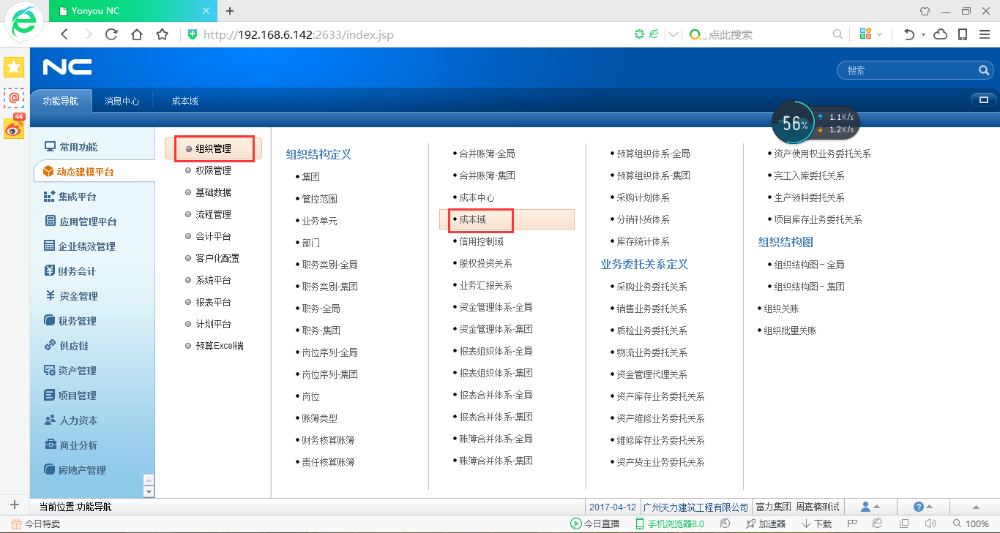 Yonyou NC
http://192.168.6.142:2633/index.jsp
点此搜索
@
44
NC
搜索
功能导航
消息中心
成本域
56%
1.1K/s
1.2K/s
常用功能
动态建模平台
集成平台
应用管理平台
企业绩效管理
财务会计
资金管理
税务管理
供应链
资产管理
项目管理
人力资本
商业分析
房地产管理
组织管理
权限管理
基础数据
流程管理
会计平台
客户化配置
系统平台
报表平台
计划平台
预算Excel端
组织结构定义
集团
管控范围
业务单元
部门
职务类别-全局
职务类别-集团
职务-全局
职务-集团
岗位序列-全局
岗位序列-集团
岗位
账簿类型
财务核算账簿
责任核算账簿
合并账簿-全局
合并账簿-集团
成本中心
成本域
信用控制域
股权投资关系
业务汇报关系
资金管理体系-全局
资金管理体系-集团
报表组织体系-全局
报表组织体系-集团
报表合并体系-全局
报表合并体系-集团
账簿合并体系-全局
账簿合并体系-集团
预算组织体系-全局
预算组织体系-集团
采购计划体系
分销补货体系
库存统计体系
业务委托关系定义
采购业务委托关系
销售业务委托关系
质检业务委托关系
物流业务委托关系
资金管理代理关系
资产库存业务委托关系
资产维修业务委托关系
维修库存业务委托关系
资产货主业务委托关系
资产使用权业务委托关系
完工入库委托关系
生产领料委托关系
项目库存业务委托关系
组织结构图
组织结构图－全局
组织结构图－集团
组织关账
组织批量关账
当前位置:功能导航
2017-04-12
广州天力建筑工程有限公司
富力集团 周嘉楠测试
今日特卖
今日直播
手机浏览器8.0
加速器
下载
100%